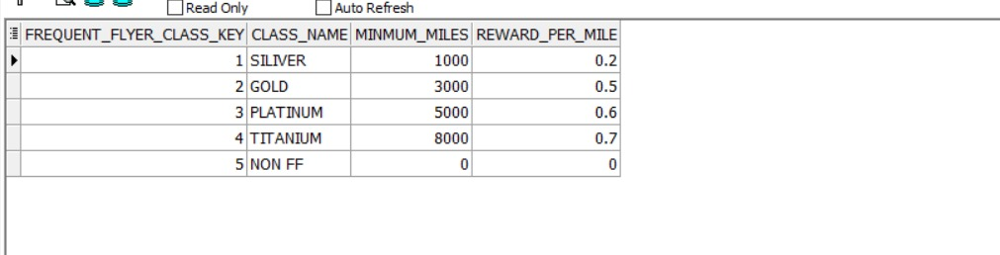 Read Only Auto Refresh
FREQUENT_FLYER_CLASS_KEY CLASS_NAME MINMUM_MILES REWARD_PER_MILE
1 SILIVER 1000 0.2
2 GOLD 3000 0.5
3 PLATINUM 5000 0.6
4 TITANIUM 8000 0.7
5 NON FF 0 0